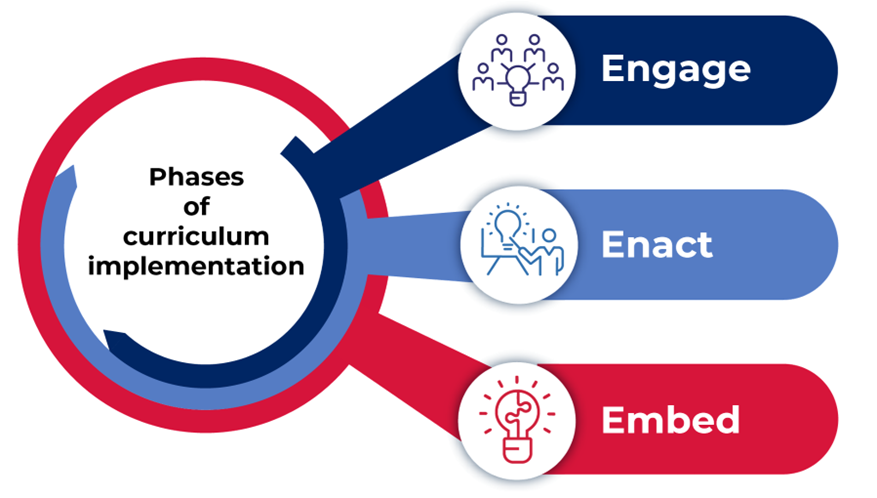 Phases
of
curriculum
implementation
Engage
Enact
Embed